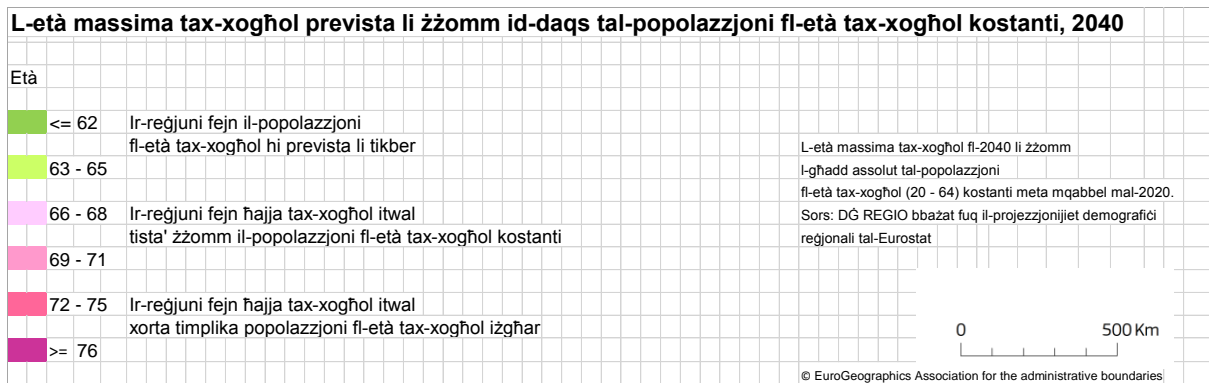 L-età massima tax-xogħol prevista li żżomm id-daqs tal-popolazzjoni fl-età tax-xogħol kostanti, 2040
Età
<= 62 Ir-reġjuni fejn il-popolazzjoni
fl-età tax-xogħol hi prevista li tikber
63 - 65
66 - 68 Ir-reġjuni fejn ħajja tax-xogħol itwal
tista' żżomm il-popolazzjoni fl-età tax-xogħol kostanti
69 - 71
72 - 75 Ir-reġjuni fejn ħajja tax-xogħol itwal
xorta timplika popolazzjoni fl-età tax-xogħol iżgħar
>= 76
L-età massima tax-xogħol fl-2040 li żżomm
l-għadd assolut tal-popolazzjoni
fl-età tax-xogħol (20 - 64) kostanti meta mqabbel mal-2020.
Sors: DĠ REGIO bbażat fuq il-projezzjonijiet demografiċi
reġjonali tal-Eurostat
0 500 Km
© EuroGeographics Association for the administrative boundaries